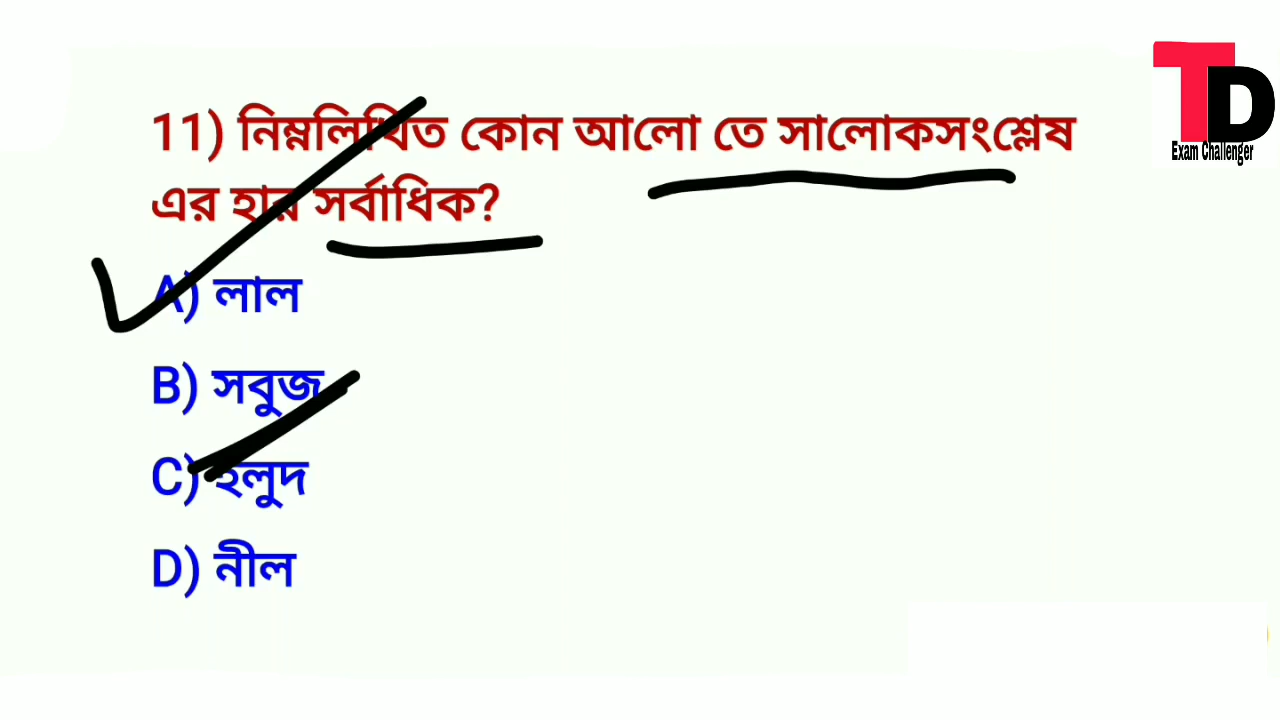 11) নিম্নলিখিত কোন আলো তে সালোকসংশ্লেষ
এর হার সর্বাধিক?
A) লাল
B) সবুজ
C) হলুদ
D) নীল
TD
Exam Challenger